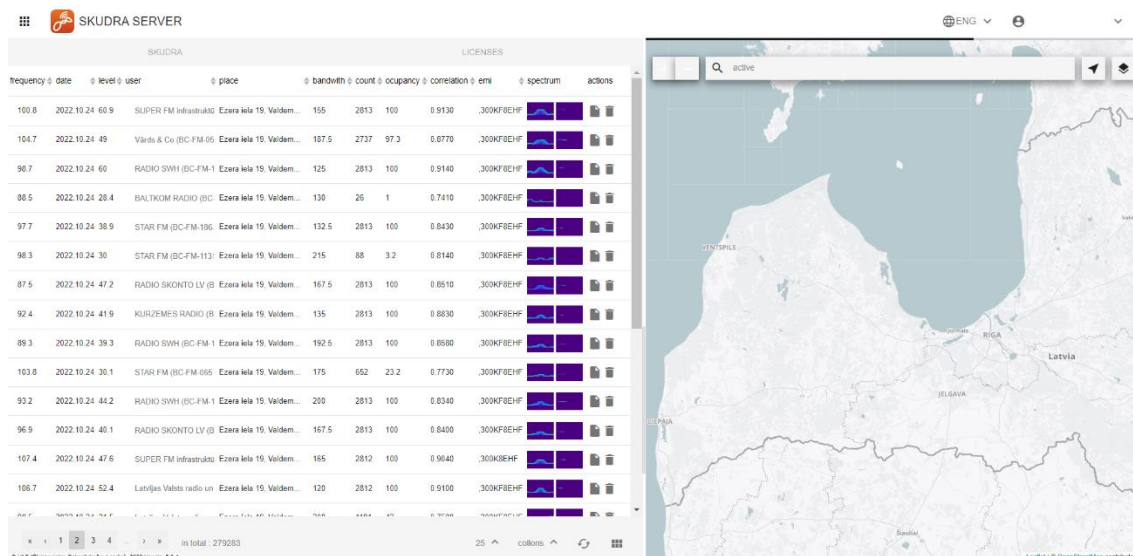 SKUDRA SERVER
ENG
SKUDRA LICENSES
frequency date level user place bandwith count ocupancy correlation emi spectrum actions
100.8 2022.10.24 60.9 SUPER FM infrastruktū Ezera iela 19, Valdem... 155 2813 100 0.9130 ,300KF8EHF
104.7 2022.10.24 49 Vārds & Co (BC-FM-05 Ezera iela 19, Valdem... 187.5 2737 97.3 0.8770 ,300KF8EHF
98.7 2022.10.24 60 RADIO SWH (BC-FM-1 Ezera iela 19, Valdem... 125 2813 100 0.9140 ,300KF8EHF
88.5 2022.10.24 28.4 BALTKOM RADIO (BC Ezera iela 19, Valdem... 130 26 1 0.7410 ,300KF8EHF
97.7 2022.10.24 38.9 STAR FM (BC-FM-186 Ezera iela 19, Valdem... 132.5 2813 100 0.8430 ,300KF8EHF
98.3 2022.10.24 30 STAR FM (BC-FM-113 Ezera iela 19, Valdem... 215 88 3.2 0.8140 ,300KF8EHF
87.5 2022.10.24 47.2 RADIO SKONTO LV (B Ezera iela 19, Valdem... 167.5 2813 100 0.8510 ,300KF8EHF
92.4 2022.10.24 41.9 KURZEMES RADIO (B Ezera iela 19, Valdem... 135 2813 100 0.8830 ,300KF8EHF
89.3 2022.10.24 39.3 RADIO SWH (BC-FM-1 Ezera iela 19, Valdem... 192.5 2813 100 0.8580 ,300KF8EHF
103.8 2022.10.24 30.1 STAR FM (BC-FM-065 Ezera iela 19, Valdem... 175 652 23.2 0.7730 ,300KF8EHF
93.2 2022.10.24 44.2 RADIO SWH (BC-FM-1 Ezera iela 19, Valdem... 200 2813 100 0.8340 ,300KF8EHF
96.9 2022.10.24 40.1 RADIO SKONTO LV (B Ezera iela 19, Valdem... 167.5 2813 100 0.8400 ,300KF8EHF
107.4 2022.10.24 47.6 SUPER FM infrastruktū Ezera iela 19, Valdem... 165 2812 100 0.9040 ,300K8EHF
106.7 2022.10.24 52.4 Latvijas Valsts radio un Ezera iela 19, Valdem... 120 2812 100 0.9100 ,300KF8EHF
« ‹ 1 2 3 4 ... › » in total : 279283 25 collons
active
VENTSPILS
RIGA
Latvia
JELGAVA
LIEPAJA